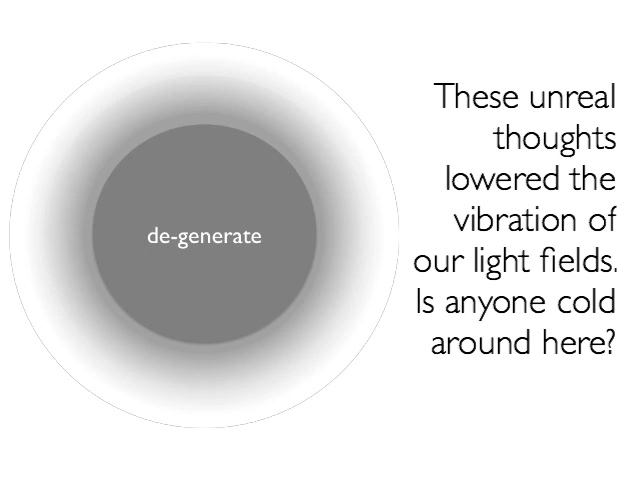 de-generate
These unreal
thoughts
lowered the
vibration of
our light fields.
Is anyone cold
around here?